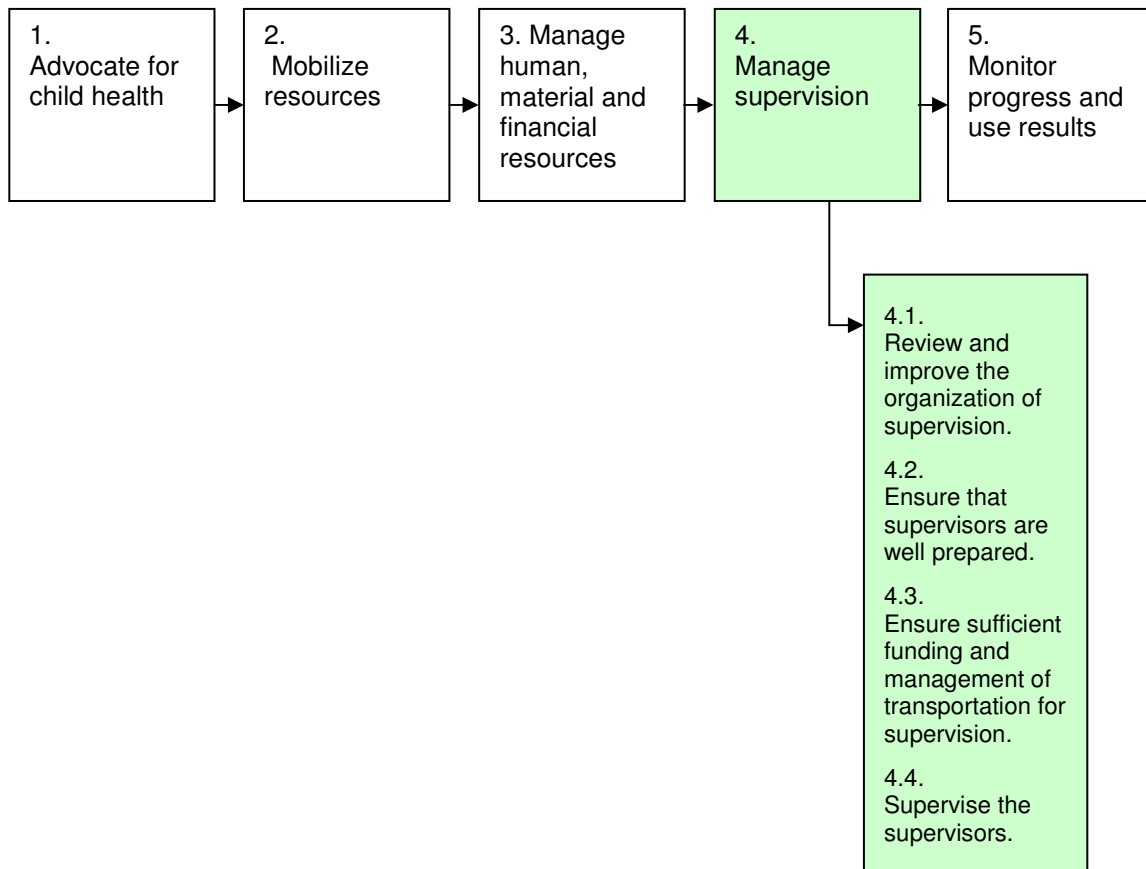 1.
Advocate for
child health
2.
Mobilize
resources
3. Manage
human,
material and
financial
resources
4.
Manage
supervision
5.
Monitor
progress and
use results
4.1.
Review and
improve the
organization of
supervision.
4.2.
Ensure that
supervisors are
well prepared.
4.3.
Ensure sufficient
funding and
management of
transportation for
supervision.
4.4.
Supervise the
supervisors.